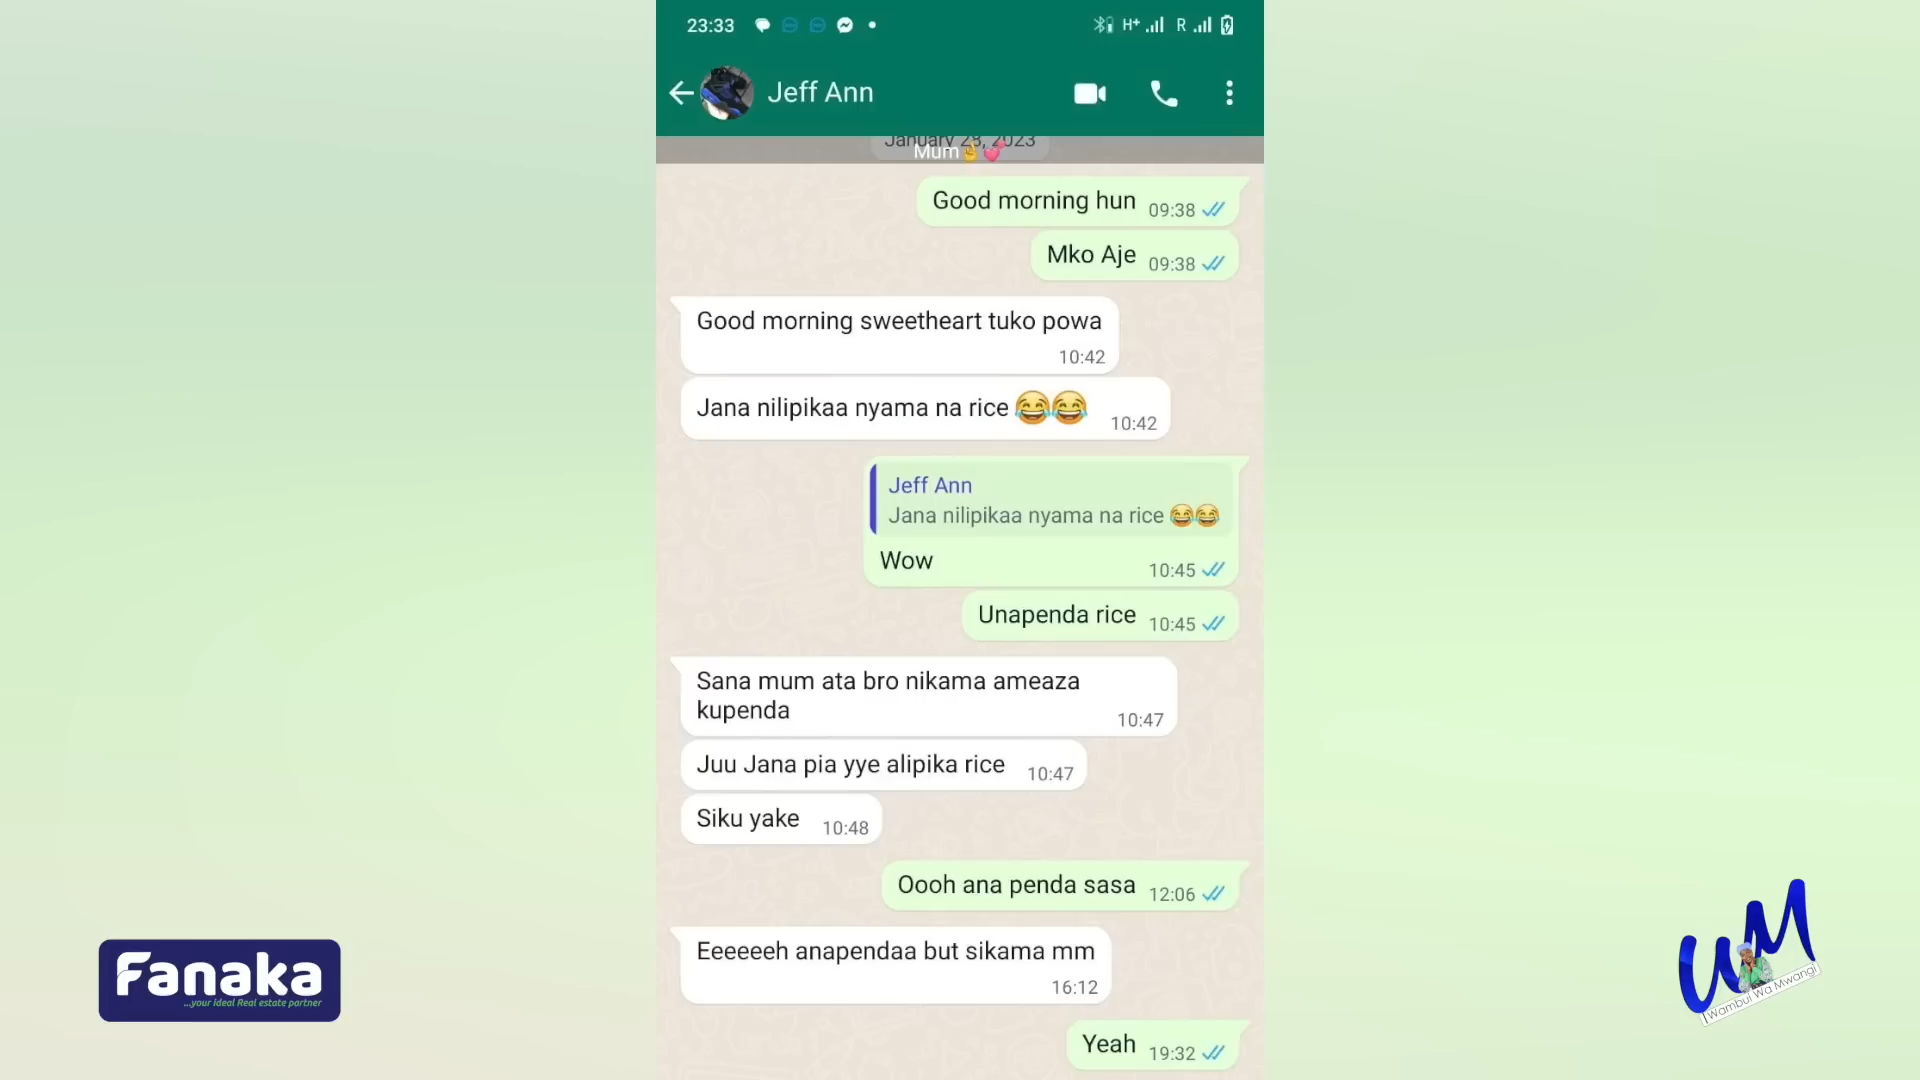 23:33
H+
R
Jeff Ann
January 28, 2023
Mum✌️💕
Good morning hun 09:38
Mko Aje 09:38
Good morning sweetheart tuko powa
10:42
Jana nilipikaa nyama na rice 😂😂 10:42
Jeff Ann
Jana nilipikaa nyama na rice 😂😂
Wow 10:45
Unapenda rice 10:45
Sana mum ata bro nikama ameaza
kupenda 10:47
Juu Jana pia yye alipika rice 10:47
Siku yake 10:48
Oooh ana penda sasa 12:06
Eeeeeeh anapendaa but sikama mm
16:12
Yeah 19:32
Fanaka
...your Ideal Real estate partner
WM
Wambui Wa Mwangi